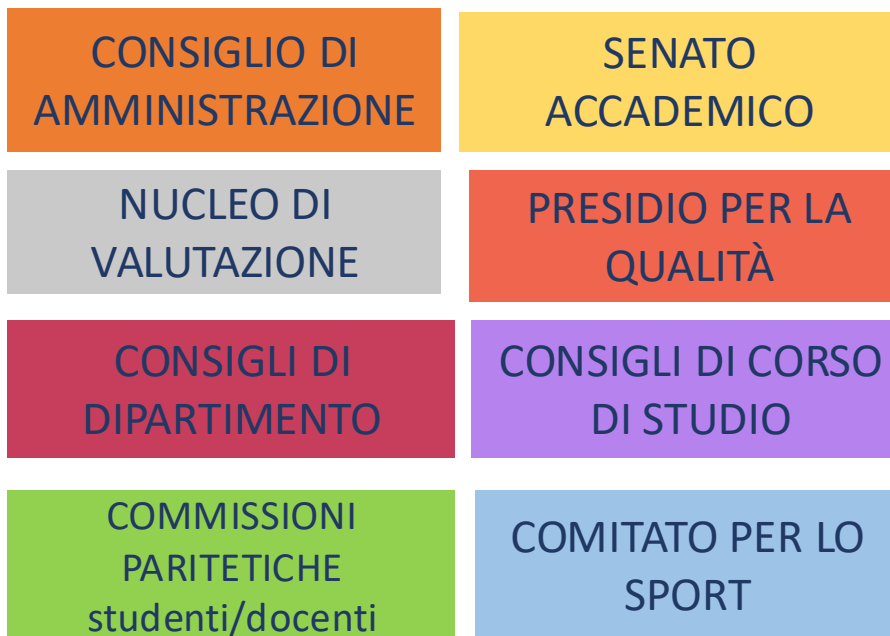 CONSIGLIO DI
AMMINISTRAZIONE
SENATO
ACCADEMICO
NUCLEO DI
VALUTAZIONE
PRESIDIO PER LA
QUALITÀ
CONSIGLI DI
DIPARTIMENTO
CONSIGLI DI CORSO
DI STUDIO
COMMISSIONI
PARITETICHE
studenti/docenti
COMITATO PER LO
SPORT